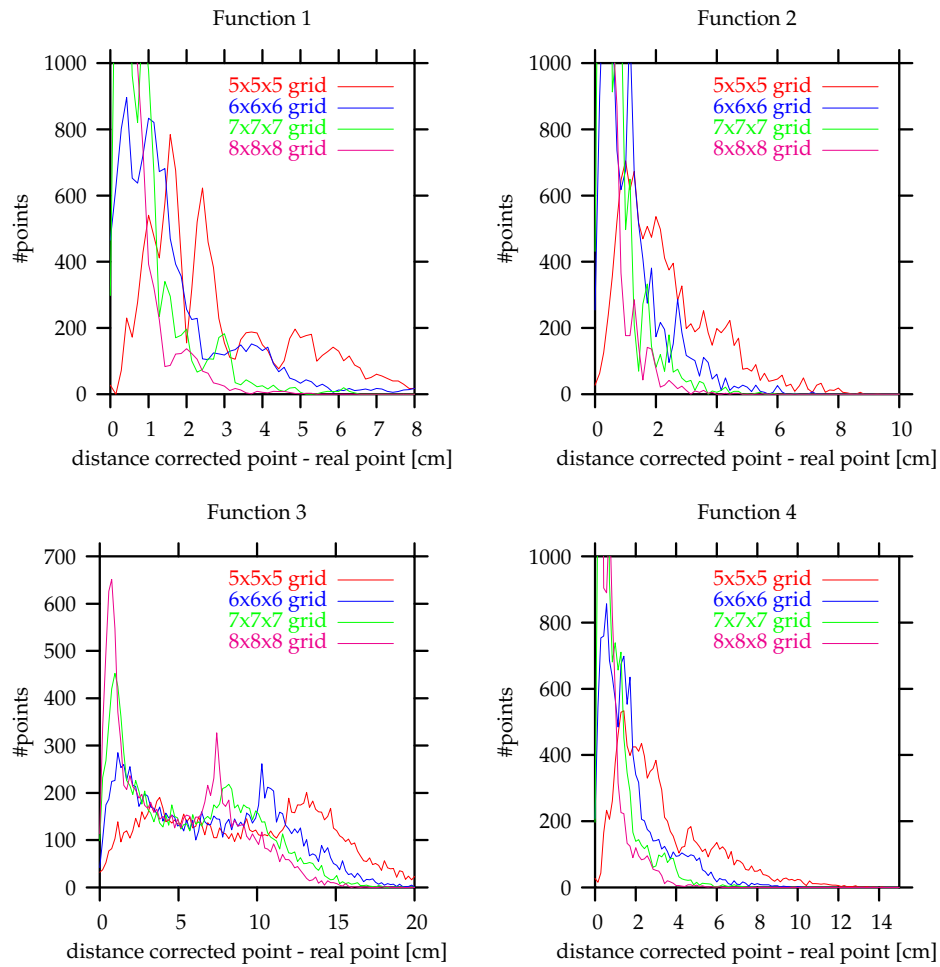 Function 1
1000
800
600
400
200
0
#points
5x5x5 grid
6x6x6 grid
7x7x7 grid
8x8x8 grid
0 1 2 3 4 5 6 7 8
distance corrected point - real point [cm]
Function 2
1000
800
600
400
200
0
#points
5x5x5 grid
6x6x6 grid
7x7x7 grid
8x8x8 grid
0 2 4 6 8 10
distance corrected point - real point [cm]
Function 3
700
600
500
400
300
200
100
0
#points
5x5x5 grid
6x6x6 grid
7x7x7 grid
8x8x8 grid
0 5 10 15 20
distance corrected point - real point [cm]
Function 4
1000
800
600
400
200
0
#points
5x5x5 grid
6x6x6 grid
7x7x7 grid
8x8x8 grid
0 2 4 6 8 10 12 14
distance corrected point - real point [cm]